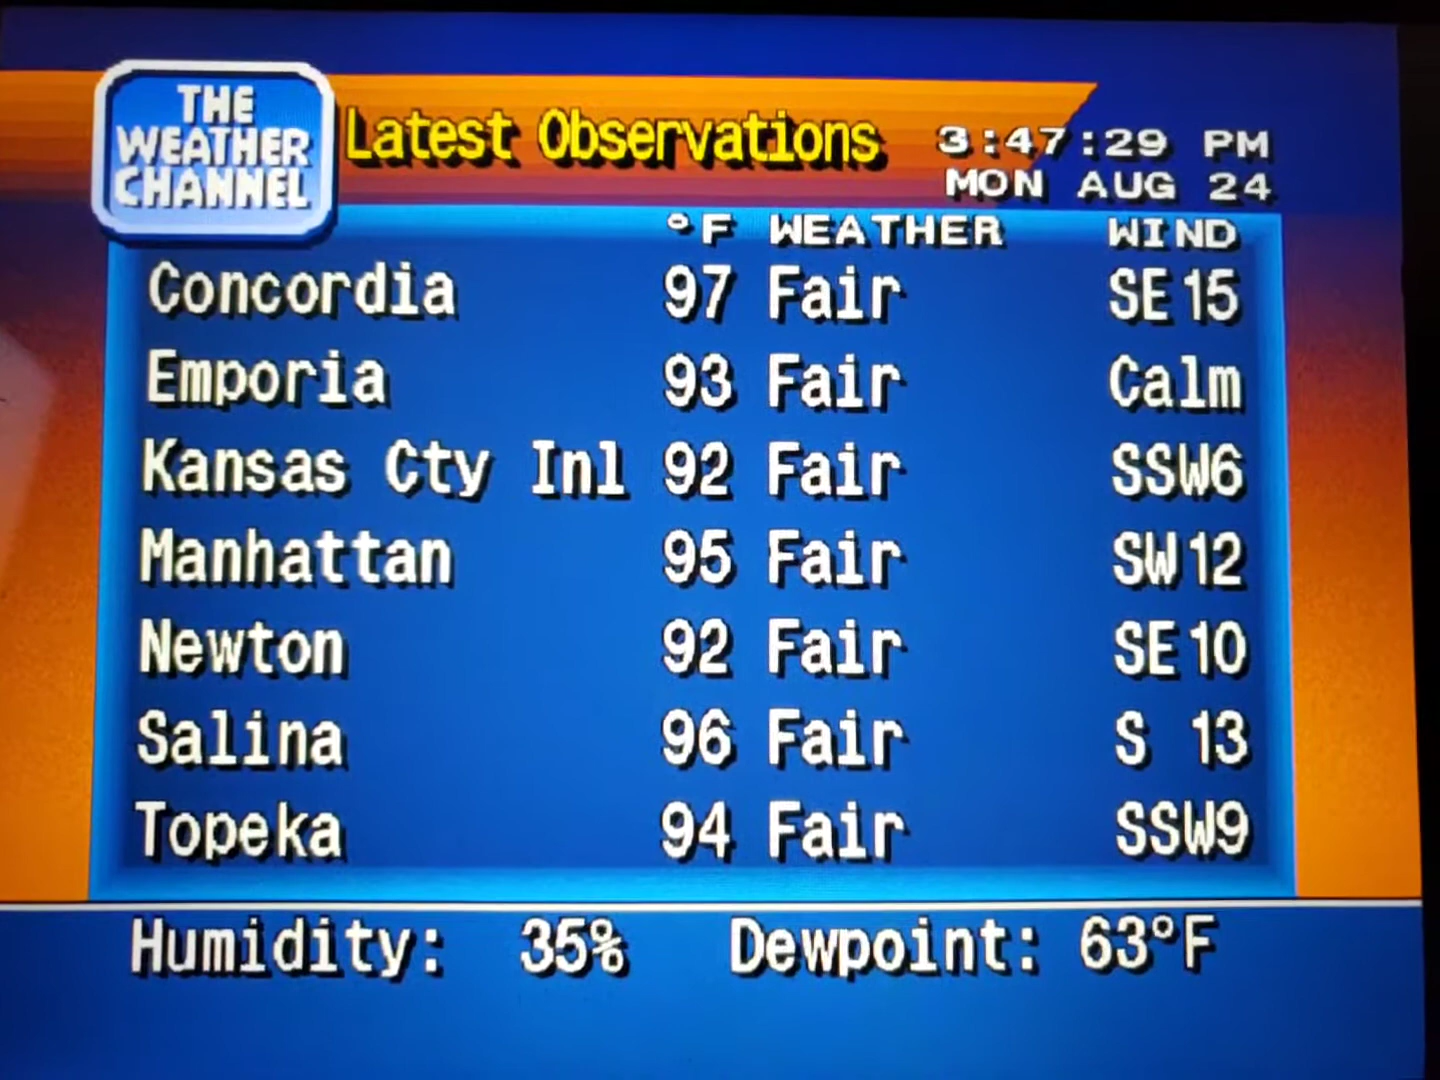 THE
WEATHER
CHANNEL
Latest Observations
3:47:29 PM
MON AUG 24
°F WEATHER WIND
Concordia 97 Fair SE 15
Emporia 93 Fair Calm
Kansas Cty Inl 92 Fair SSW6
Manhattan 95 Fair SW 12
Newton 92 Fair SE 10
Salina 96 Fair S 13
Topeka 94 Fair SSW9
Humidity: 35% Dewpoint: 63°F